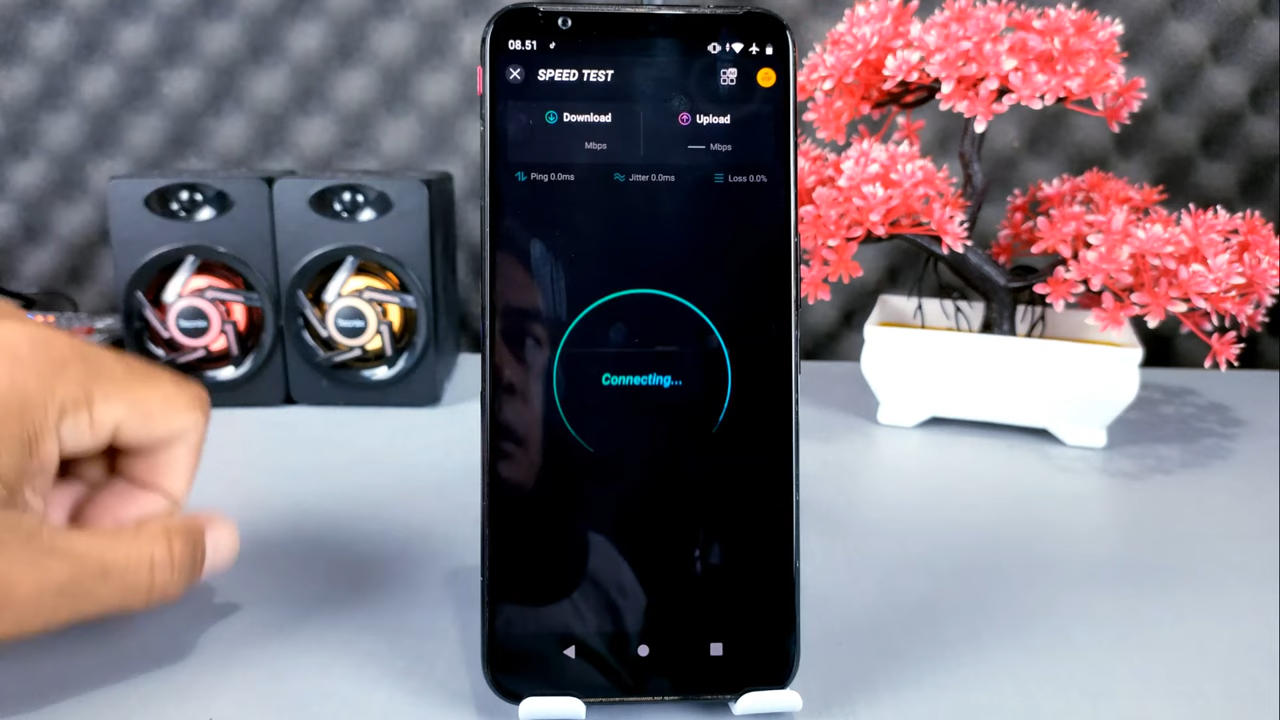 08.51
SPEED TEST
Download
Upload
Mbps
Mbps
Ping 0.0ms
Jitter 0.0ms
Loss 0.0%
Connecting...